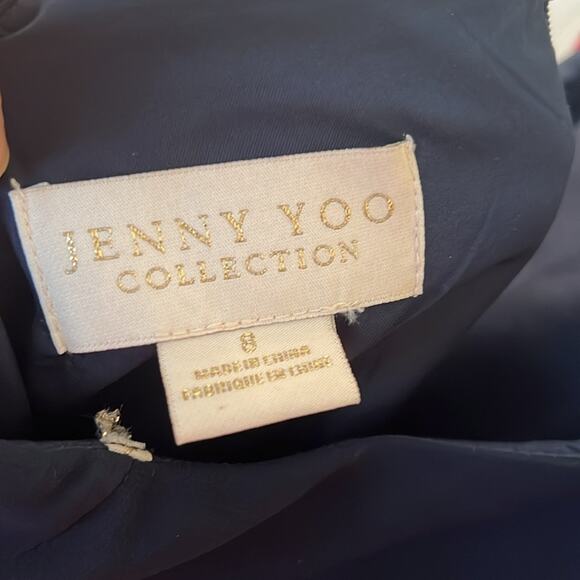 JENNY YOO
COLLECTION
8
MADE IN CHINA
FABRIQUE EN CHINE